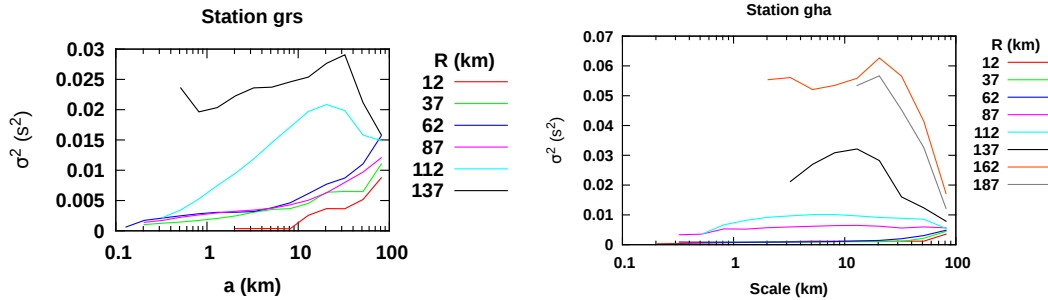 Station grs
0.03
0.025
0.02
0.015
0.01
0.005
0
σ² (s²)
0.1 1 10 100
a (km)
R (km)
12
37
62
87
112
137
Station gha
0.07
0.06
0.05
0.04
0.03
0.02
0.01
0
σ² (s²)
0.1 1 10 100
Scale (km)
R (km)
12
37
62
87
112
137
162
187